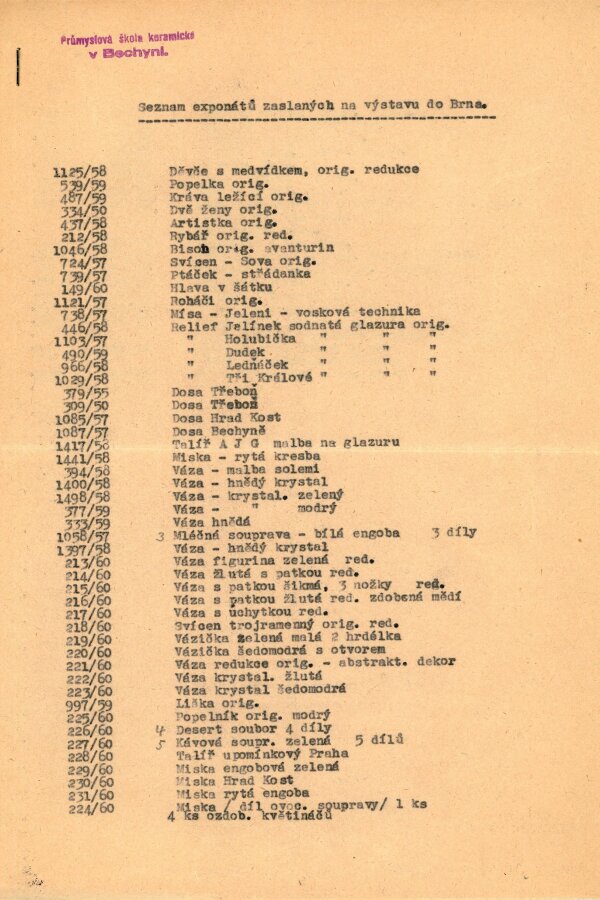 Průmyslová škola keramické
v Bechyni.
Seznam exponátů zaslaných na výstavu do Brna.
1125/58 Děvče s medvídkem, orig. redukce
539/59 Popelka orig.
487/59 Kráva ležící orig.
334/50 Dvě ženy orig.
437/58 Artistka orig.
212/58 Rybář orig. red.
1046/58 Bison orig. avanturin
724/57 Svícen - Sova orig.
739/57 Ptáček - střádanka
149/60 Hlava v šátku
1121/57 Roháči orig.
738/57 Mísa - Jeleni - vosková technika
446/58 Relief Jelínek sodnatá glazura orig.
1103/57 " Holubička " " "
490/59 " Dudek " " "
966/58 " Ledňáček " " "
1029/58 " Tři Králové " " "
379/55 Dosa Třeboň
309/50 Dosa Třeboň
1085/57 Dosa Hrad Kost
1087/57 Dosa Bechyně
1417/58 Talíř A J G malba na glazuru
1441/58 Miska - rytá kresba
394/58 Váza - malba solemi
1400/58 Váza - hnědý krystal
1498/58 Váza - krystal. zelený
377/59 Váza - " modrý
333/59 Váza hnědá
1058/57 3 Mléčná souprava - bílá engoba 3 díly
1397/58 Váza - hnědý krystal
213/60 Váza figurina zelená red.
214/60 Váza žlutá s patkou red.
215/60 Váza s patkou šikmá, 3 nožky red.
216/60 Váza s patkou žlutá red. zdobená mědí
217/60 Váza s úchytkou red.
218/60 Svícen trojramenný orig. red.
219/60 Vázička zelená malá 2 hrdélka
220/60 Vázička šedomodrá s otvorem
221/60 Váza redukce orig. - abstrakt. dekor
222/60 Váza krystal. žlutá
223/60 Váza krystal šedomodrá
997/59 Liška orig.
225/60 Popelník orig. modrý
226/60 4 Desert soubor 4 díly
227/60 5 Kávová soupr. zelená 5 dílů
228/60 Talíř upomínkový Praha
229/60 Miska engobová zelená
230/60 Miska Hrad Kost
231/60 Miska rytá engoba
224/60 Miska / díl ovoc. soupravy/ 1 ks
4 ks ozdob. květináčů